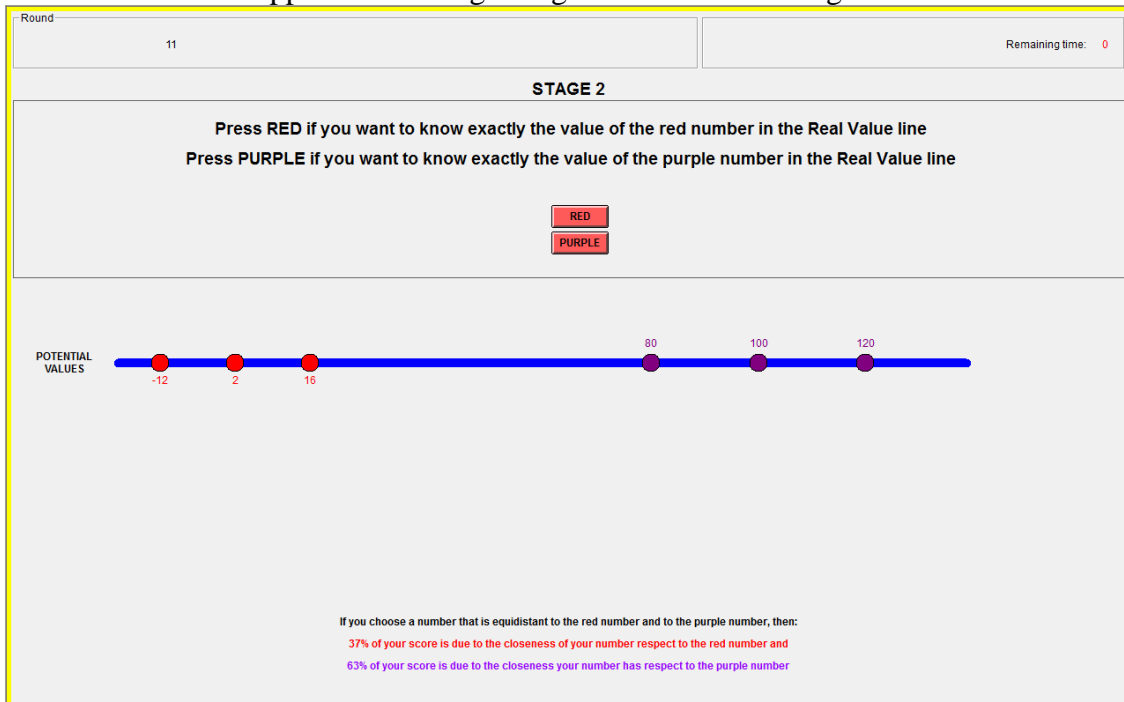 Round
11
Remaining time: 0
STAGE 2
Press RED if you want to know exactly the value of the red number in the Real Value line
Press PURPLE if you want to know exactly the value of the purple number in the Real Value line
RED
PURPLE
80 100 120
POTENTIAL
VALUES
-12 2 16
If you choose a number that is equidistant to the red number and to the purple number, then:
37% of your score is due to the closeness of your number respect to the red number and
63% of your score is due to the closeness your number has respect to the purple number